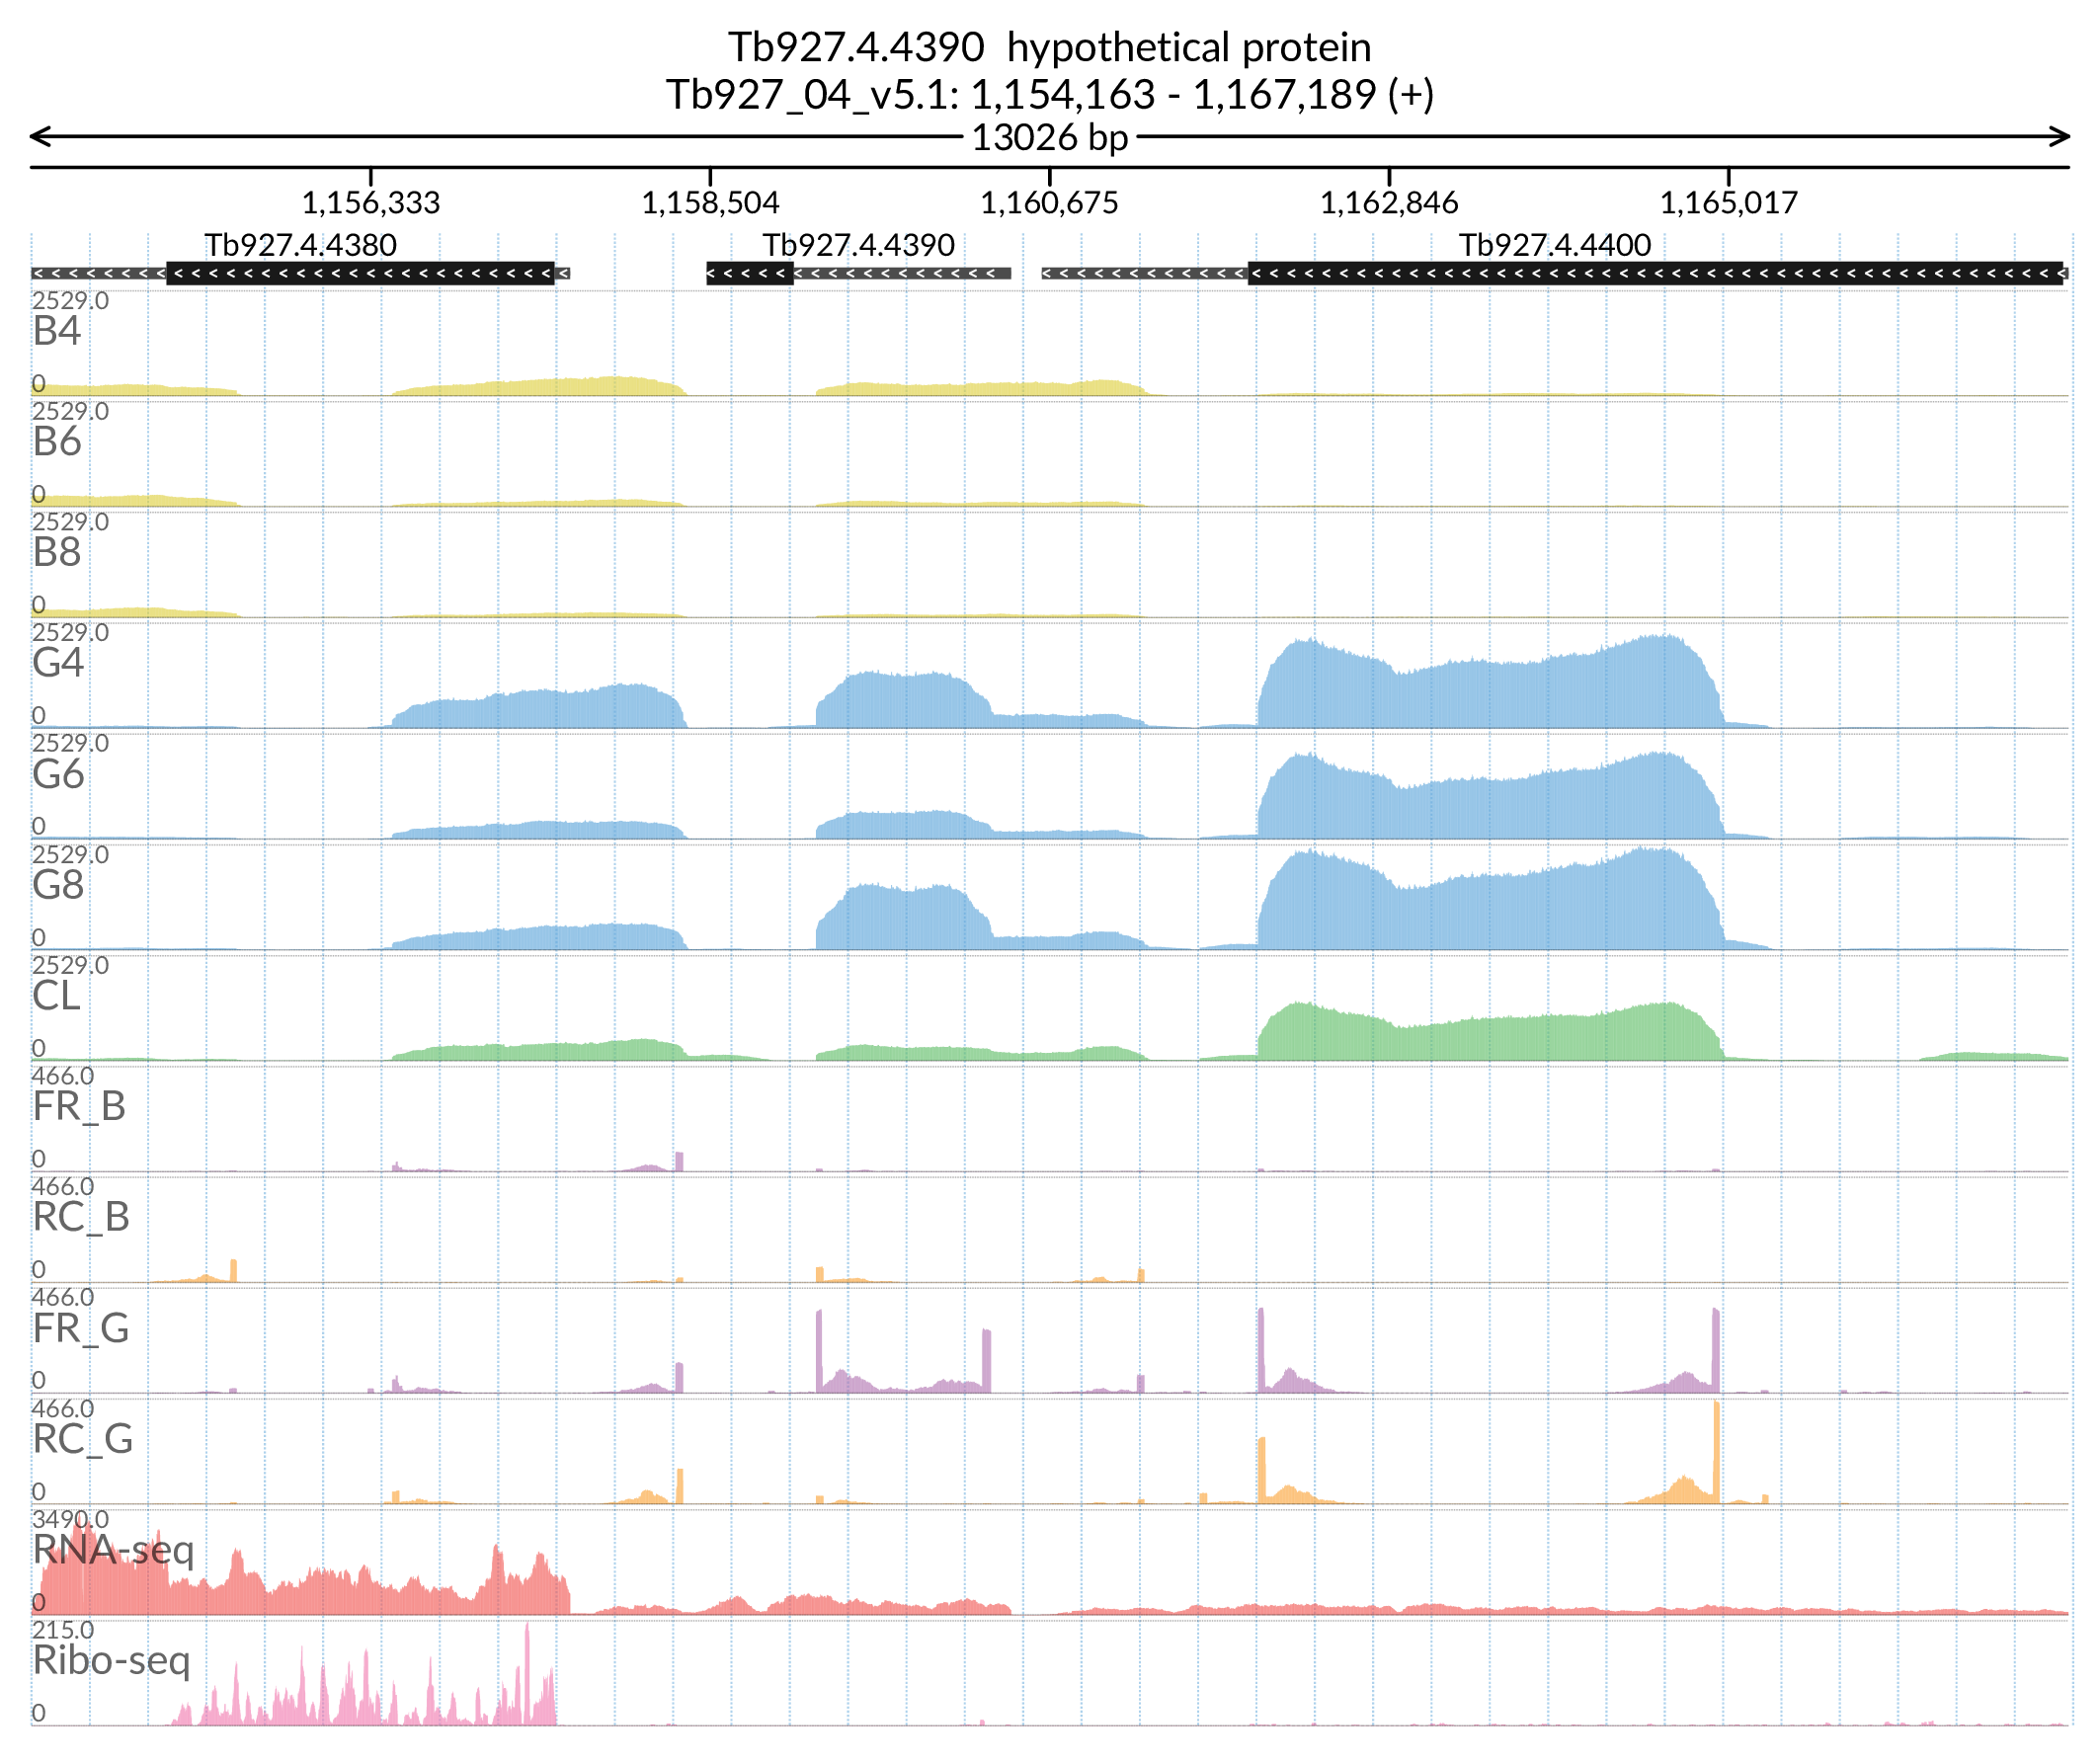 Tb927.4.4390  hypothetical protein
Tb927_04_v5.1: 1,154,163 - 1,167,189 (+)
13026 bp
1,156,333 1,158,504 1,160,675 1,162,846 1,165,017
Tb927.4.4380 Tb927.4.4390 Tb927.4.4400
2529.0
B4
0
2529.0
B6
0
2529.0
B8
0
2529.0
G4
0
2529.0
G6
0
2529.0
G8
0
2529.0
CL
0
466.0
FR_B
0
466.0
RC_B
0
466.0
FR_G
0
466.0
RC_G
0
3490.0
RNA-seq
0
215.0
Ribo-seq
0